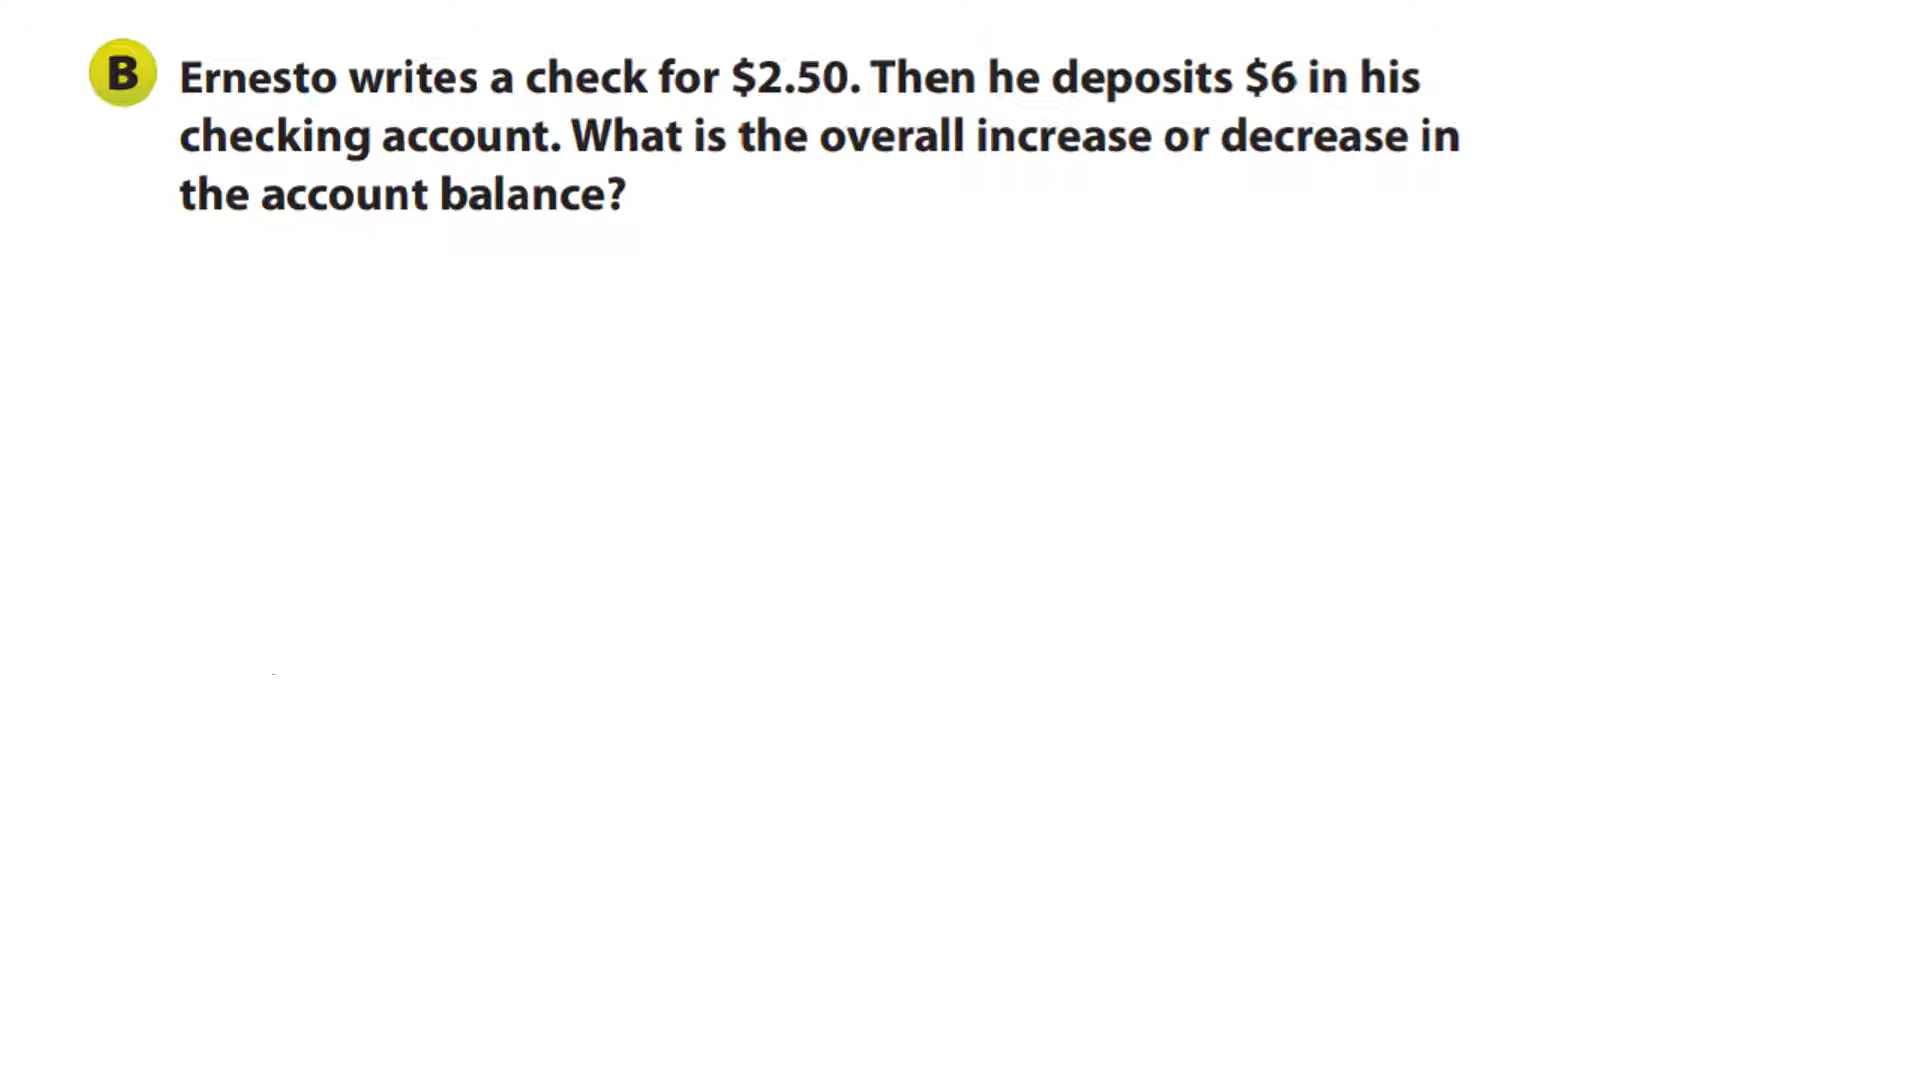 B Ernesto writes a check for $2.50. Then he deposits $6 in his
checking account. What is the overall increase or decrease in
the account balance?